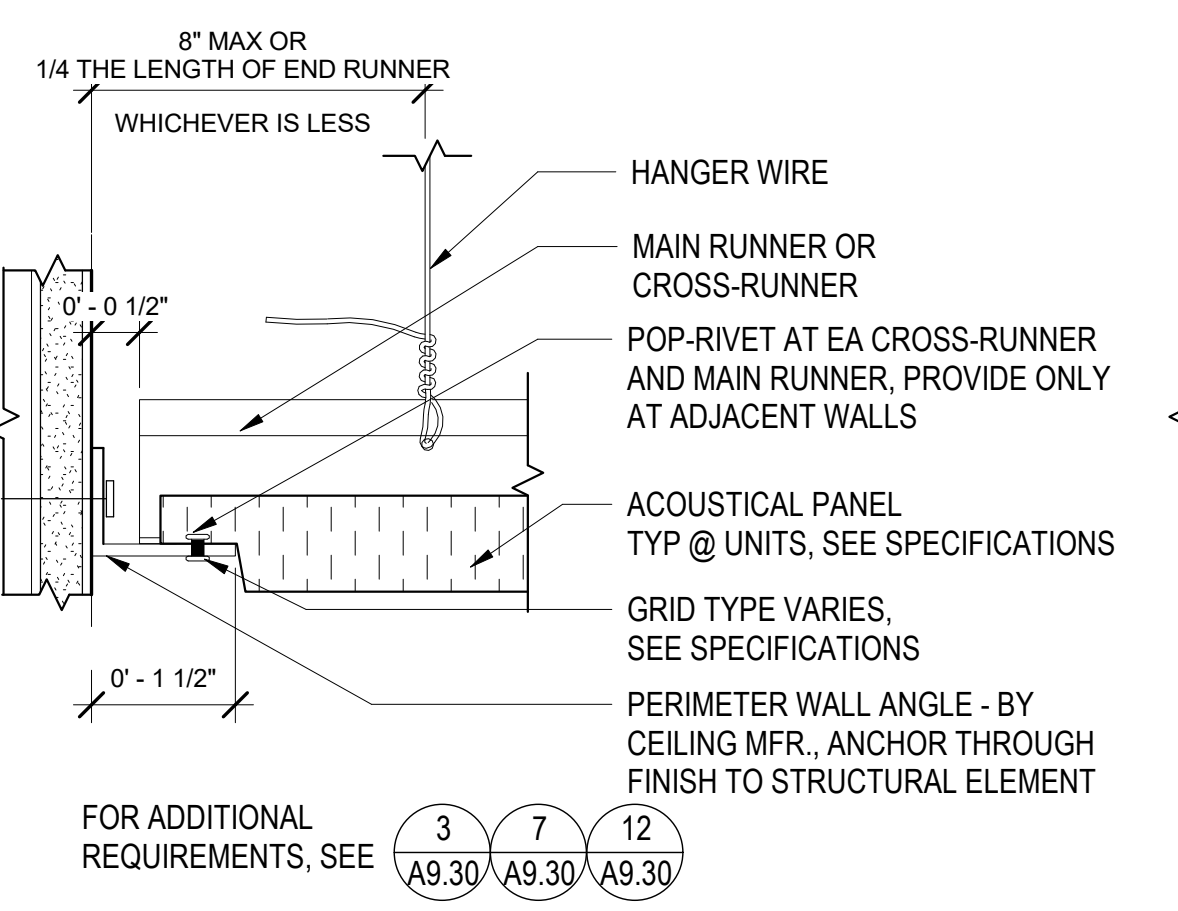 8" MAX OR
1/4 THE LENGTH OF END RUNNER
WHICHEVER IS LESS
HANGER WIRE
MAIN RUNNER OR
CROSS-RUNNER
0' - 0 1/2"
POP-RIVET AT EA CROSS-RUNNER
AND MAIN RUNNER, PROVIDE ONLY
AT ADJACENT WALLS
ACOUSTICAL PANEL
TYP @ UNITS, SEE SPECIFICATIONS
GRID TYPE VARIES,
SEE SPECIFICATIONS
0' - 1 1/2"
PERIMETER WALL ANGLE - BY
CEILING MFR., ANCHOR THROUGH
FINISH TO STRUCTURAL ELEMENT
FOR ADDITIONAL
REQUIREMENTS, SEE
3 7 12
A9.30 A9.30 A9.30